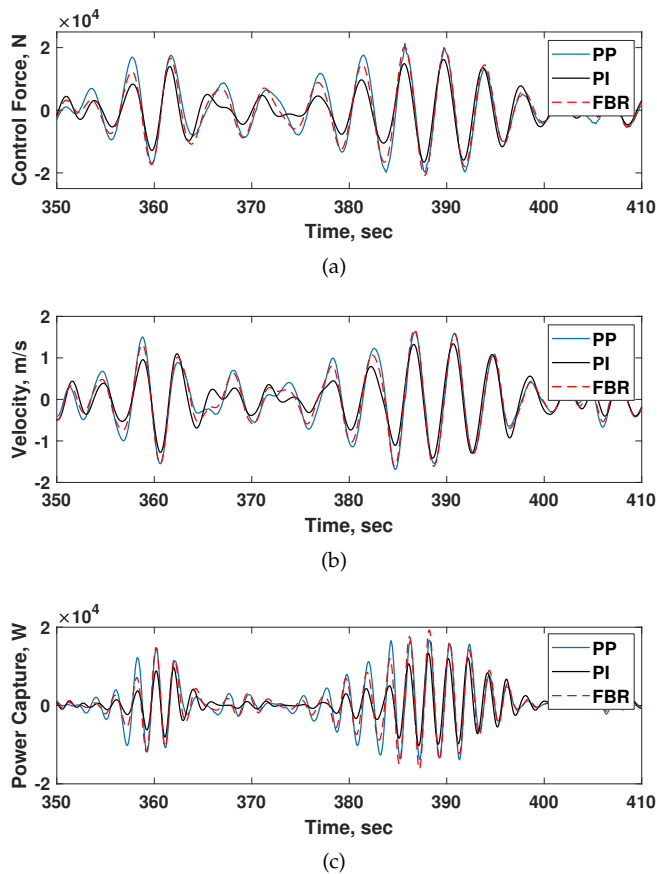 ×10⁴
Control Force, N
2
0
-2
PP
PI
FBR
350 360 370 380 390 400 410
Time, sec
(a)
Velocity, m/s
2
1
0
-1
-2
PP
PI
FBR
350 360 370 380 390 400 410
Time, sec
(b)
×10⁴
Power Capture, W
2
0
-2
PP
PI
FBR
350 360 370 380 390 400 410
Time, sec
(c)